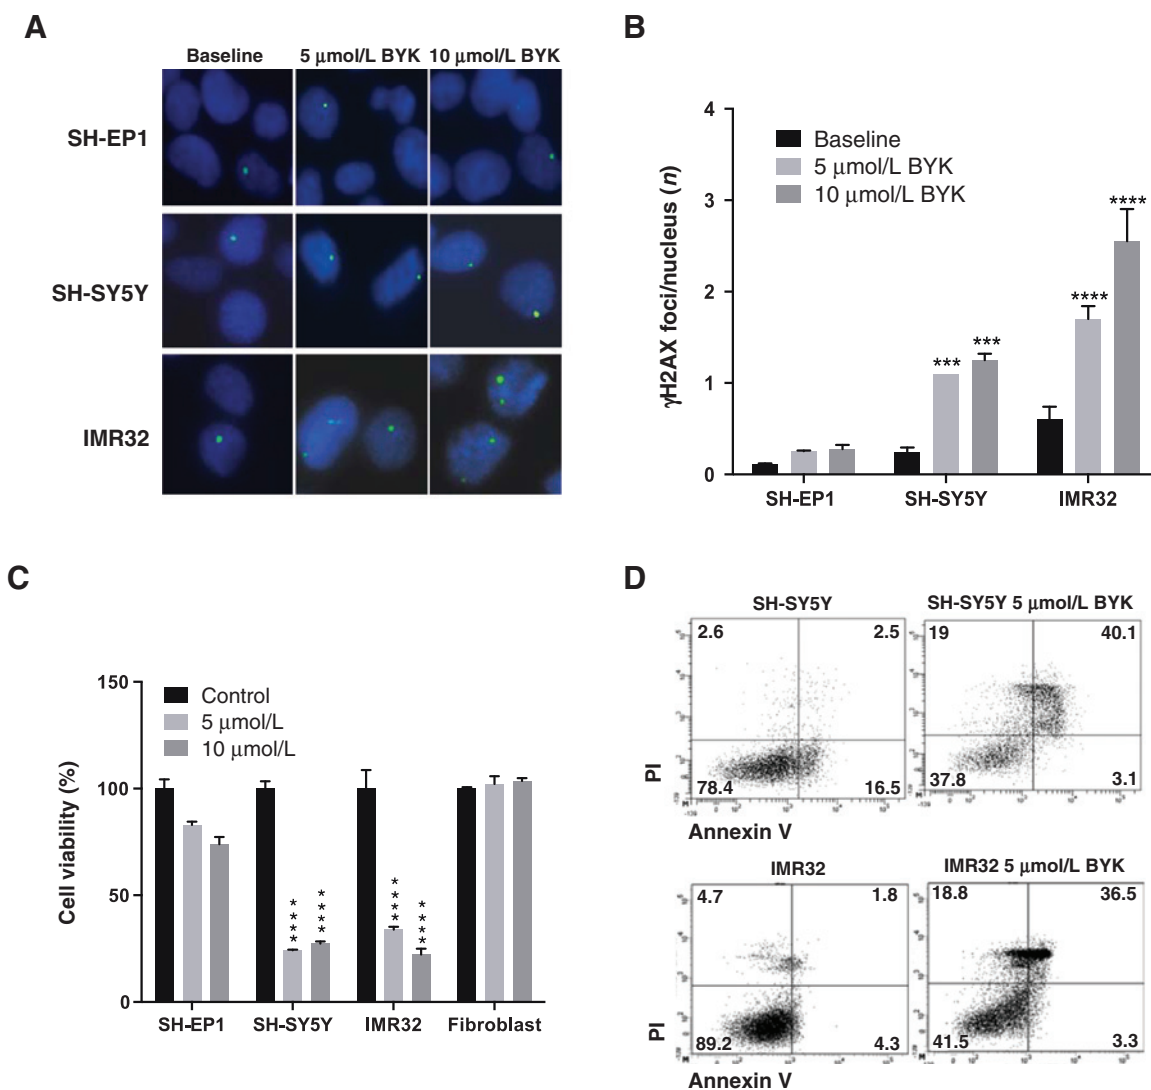 A
Baseline
5 μmol/L BYK
10 μmol/L BYK
SH-EP1
SH-SY5Y
IMR32
B
γH2AX foci/nucleus (n)
4
3
2
1
0
Baseline
5 μmol/L BYK
10 μmol/L BYK
***
***
****
****
SH-EP1
SH-SY5Y
IMR32
C
Cell viability (%)
150
100
50
0
Control
5 μmol/L
10 μmol/L
****
****
****
****
SH-EP1
SH-SY5Y
IMR32
Fibroblast
D
SH-SY5Y
2.6
2.5
78.4
16.5
SH-SY5Y 5 μmol/L BYK
19
40.1
37.8
3.1
PI
Annexin V
IMR32
4.7
1.8
89.2
4.3
IMR32 5 μmol/L BYK
18.8
36.5
41.5
3.3
PI
Annexin V